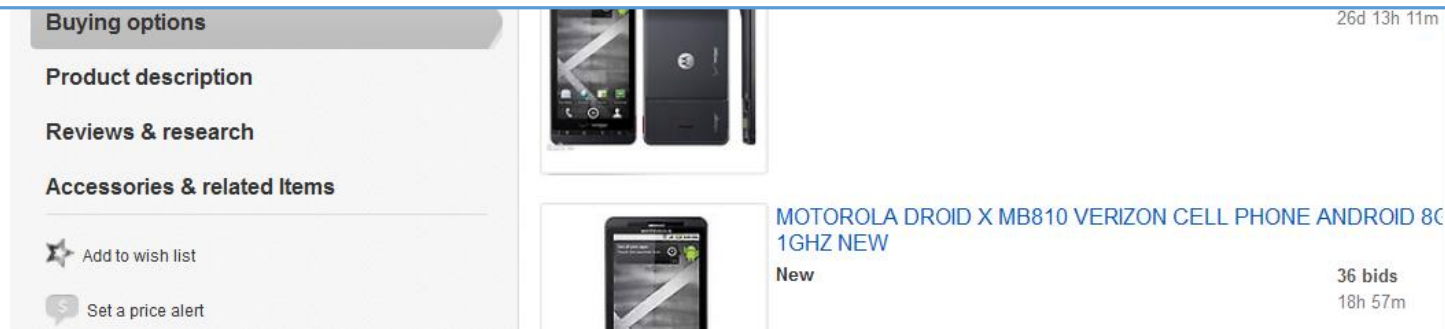 Buying options
Product description
Reviews & research
Accessories & related Items
Add to wish list
Set a price alert
26d 13h 11m
MOTOROLA DROID X MB810 VERIZON CELL PHONE ANDROID 8G
1GHZ NEW
New
36 bids
18h 57m